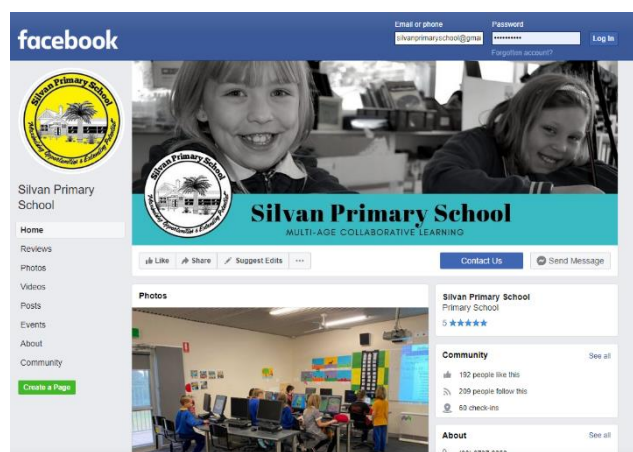 Email or phone
Password
facebook
silvanprimaryschool@gmai
Log In
Forgotten account?
Silvan Primary School
Silvan Primary
School
Silvan Primary School
Silvan Primary School
MULTI-AGE COLLABORATIVE LEARNING
Home
Reviews
Photos
Videos
Posts
Events
About
Community
Create a Page
Like
Share
Suggest Edits
Contact Us
Send Message
Photos
Silvan Primary School
Primary School
5
Community
See all
192 people like this
209 people follow this
60 check-ins
About
See all